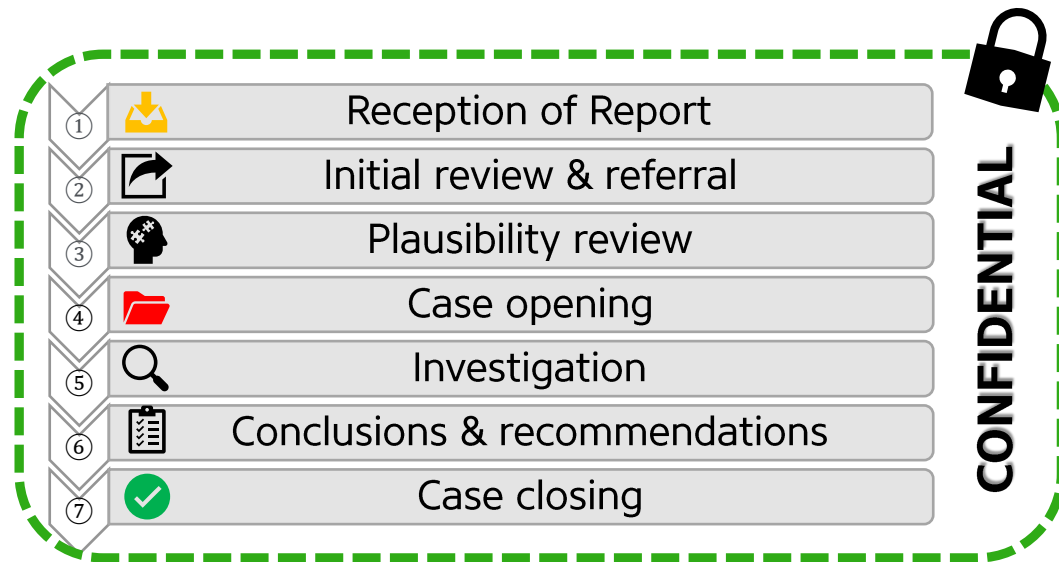 ① Reception of Report
② Initial review & referral
③ Plausibility review
④ Case opening
⑤ Investigation
⑥ Conclusions & recommendations
⑦ Case closing
CONFIDENTIAL